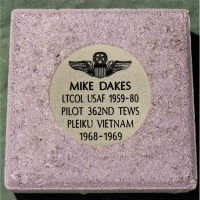 MIKE DAKES
LTCOL USAF 1959-80
PILOT 362ND TEWS
PLEIKU VIETNAM
1968-1969